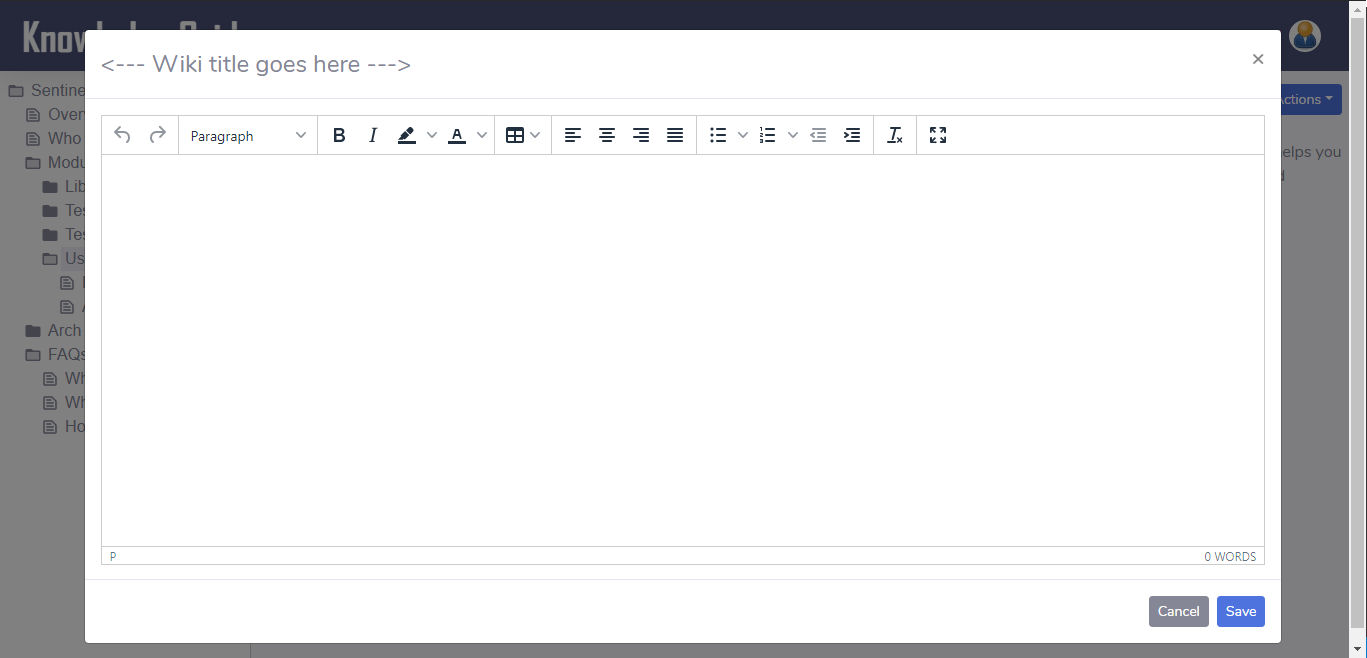 <--- Wiki title goes here --->
×
Actions
Sentine
Over
Who
Modu
Lib
Tes
Tes
Us
Arch
FAQs
Wh
Wh
Ho
elps you
Paragraph
B I A
P
0 WORDS
Cancel Save